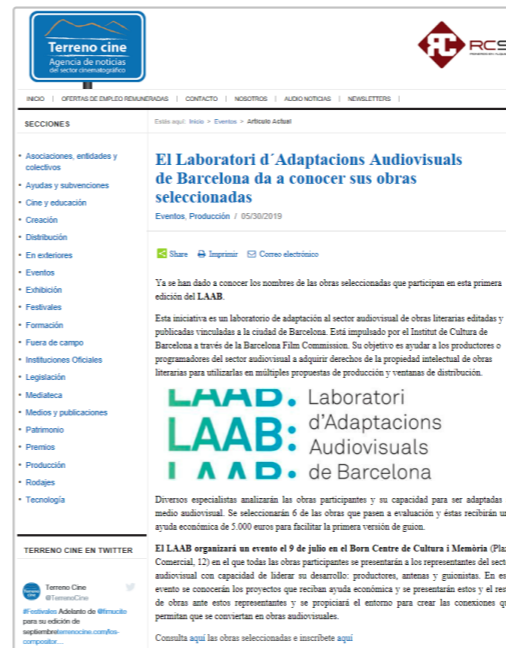 Terreno cine
Agencia de noticias
del sector cinematográfico
INICIO | OFERTAS DE EMPLEO REMUNERADAS | CONTACTO | NOSOTROS | AUDIO NOTICIAS | NEWSLETTERS |
SECCIONES
• Asociaciones, entidades y
colectivos
• Ayudas y subvenciones
• Cine y educación
• Creación
• Distribución
• En exteriores
• Eventos
• Exhibición
• Festivales
• Formación
• Fuera de campo
• Instituciones Oficiales
• Legislación
• Mediateca
• Medios y publicaciones
• Patrimonio
• Premios
• Producción
• Rodajes
• Tecnología
TERRENO CINE EN TWITTER
Terreno Cine
@TerrenoCine
#Festivales Adelanto de @fimucite
para su edición de
septiembreterrenocine.com/los-
compositor…
Estás aquí: Inicio > Eventos > Artículo Actual
El Laboratori d´Adaptacions Audiovisuals
de Barcelona da a conocer sus obras
seleccionadas
Eventos, Producción / 05/30/2019
Share Imprimir Correo electrónico
Ya se han dado a conocer los nombres de las obras seleccionadas que participan en esta primera
edición del LAAB.
Esta iniciativa es un laboratorio de adaptación al sector audiovisual de obras literarias editadas y
publicadas vinculadas a la ciudad de Barcelona. Está impulsado por el Institut de Cultura de
Barcelona a través de la Barcelona Film Commission. Su objetivo es ayudar a los productores o
programadores del sector audiovisual a adquirir derechos de la propiedad intelectual de obras
literarias para utilizarlas en múltiples propuestas de producción y ventanas de distribución.
LAAB: Laboratori
d'Adaptacions
Audiovisuals
de Barcelona
Diversos especialistas analizarán las obras participantes y su capacidad para ser adaptadas
medio audiovisual. Se seleccionarán 6 de las obras que pasen a evaluación y éstas recibirán un
ayuda económica de 5.000 euros para facilitar la primera versión de guion.
El LAAB organizará un evento el 9 de julio en el Born Centre de Cultura i Memòria (Pla
Comercial, 12) en el que todas las obras participantes se presentarán a los representantes del sect
audiovisual con capacidad de liderar su desarrollo: productores, antenas y guionistas. En es
evento se conocerán los proyectos que reciban ayuda económica y se presentarán estos y el res
de obras ante estos representantes y se propiciará el entorno para crear las conexiones q
permitan que se conviertan en obras audiovisuales.
Consulta aquí las obras seleccionadas e inscríbete aquí